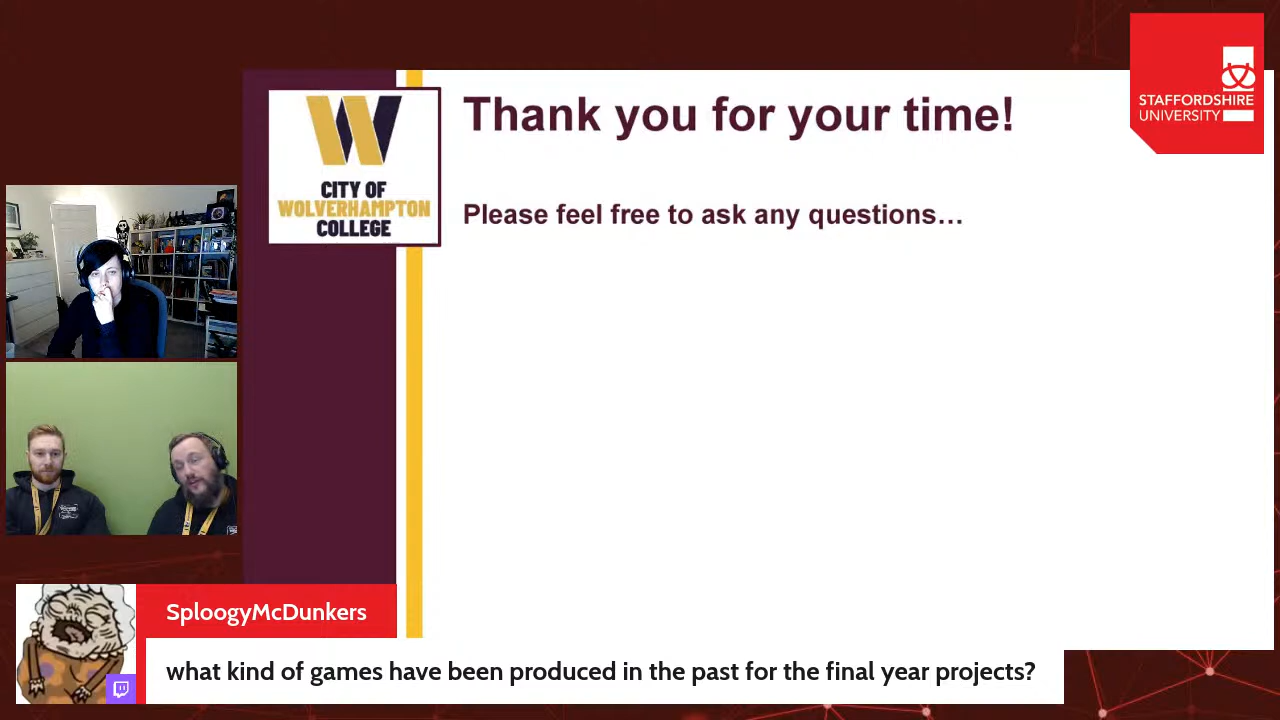 STAFFORDSHIRE
UNIVERSITY
Thank you for your time!
CITY OF
WOLVERHAMPTON
COLLEGE
Please feel free to ask any questions...
SploogyMcDunkers
what kind of games have been produced in the past for the final year projects?